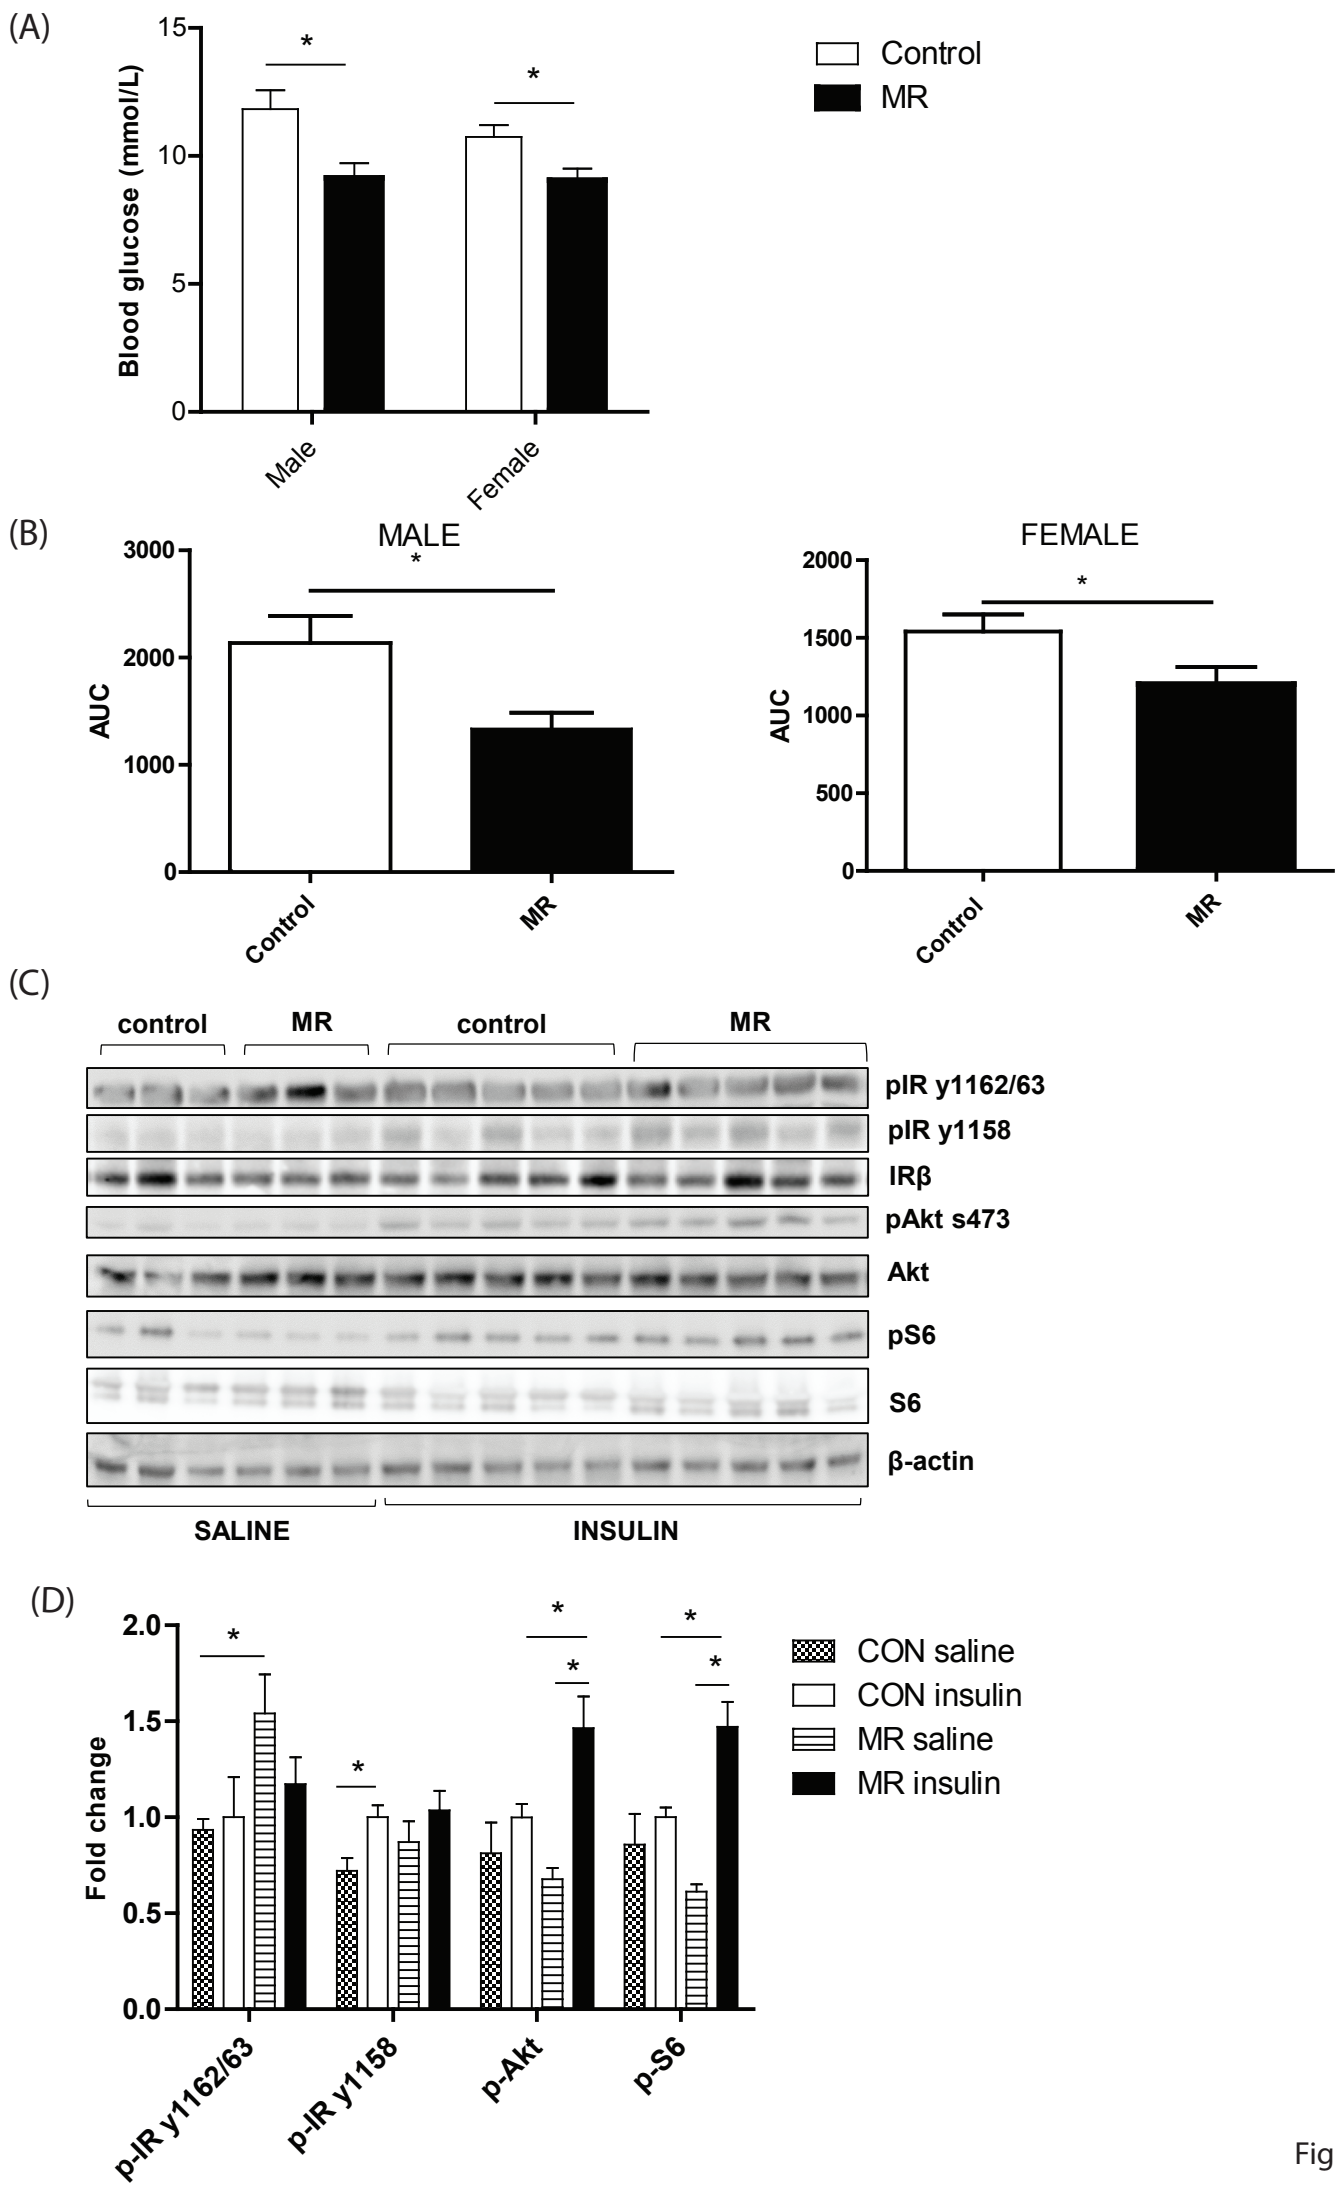 (A)
15
10
5
0
Blood glucose (mmol/L)
*
*
Male
Female
Control
MR
(B)
MALE
*
3000
2000
1000
0
AUC
Control
MR
FEMALE
*
2000
1500
1000
500
0
AUC
Control
MR
(C)
control MR control MR
pIR y1162/63
pIR y1158
IRβ
pAkt s473
Akt
pS6
S6
β-actin
SALINE INSULIN
(D)
2.0
1.5
1.0
0.5
0.0
Fold change
*
*
*
*
*
*
p-IR y1162/63
p-IR y1158
p-Akt
p-S6
CON saline
CON insulin
MR saline
MR insulin
Fig